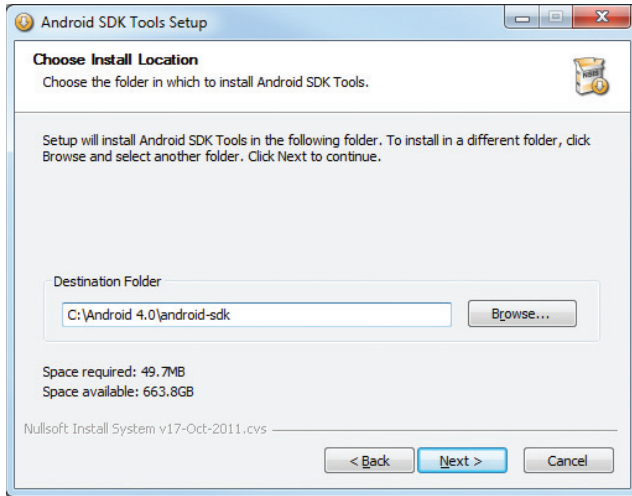 Android SDK Tools Setup
Choose Install Location
Choose the folder in which to install Android SDK Tools.
Setup will install Android SDK Tools in the following folder. To install in a different folder, click
Browse and select another folder. Click Next to continue.
Destination Folder
C:\Android 4.0\android-sdk
Browse...
Space required: 49.7MB
Space available: 663.8GB
Nullsoft Install System v17-Oct-2011.cvs
< Back
Next >
Cancel